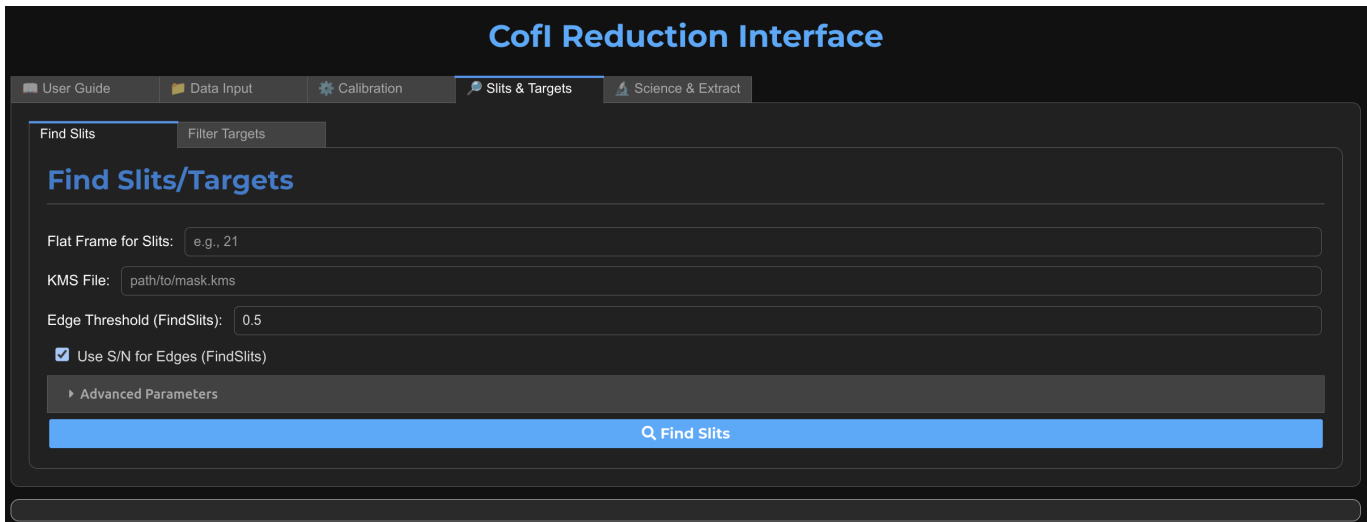 CofI Reduction Interface
📖 User Guide
📁 Data Input
⚙️ Calibration
🔎 Slits & Targets
🔬 Science & Extract
Find Slits
Filter Targets
Find Slits/Targets
Flat Frame for Slits: e.g., 21
KMS File: path/to/mask.kms
Edge Threshold (FindSlits): 0.5
Use S/N for Edges (FindSlits)
Advanced Parameters
Find Slits